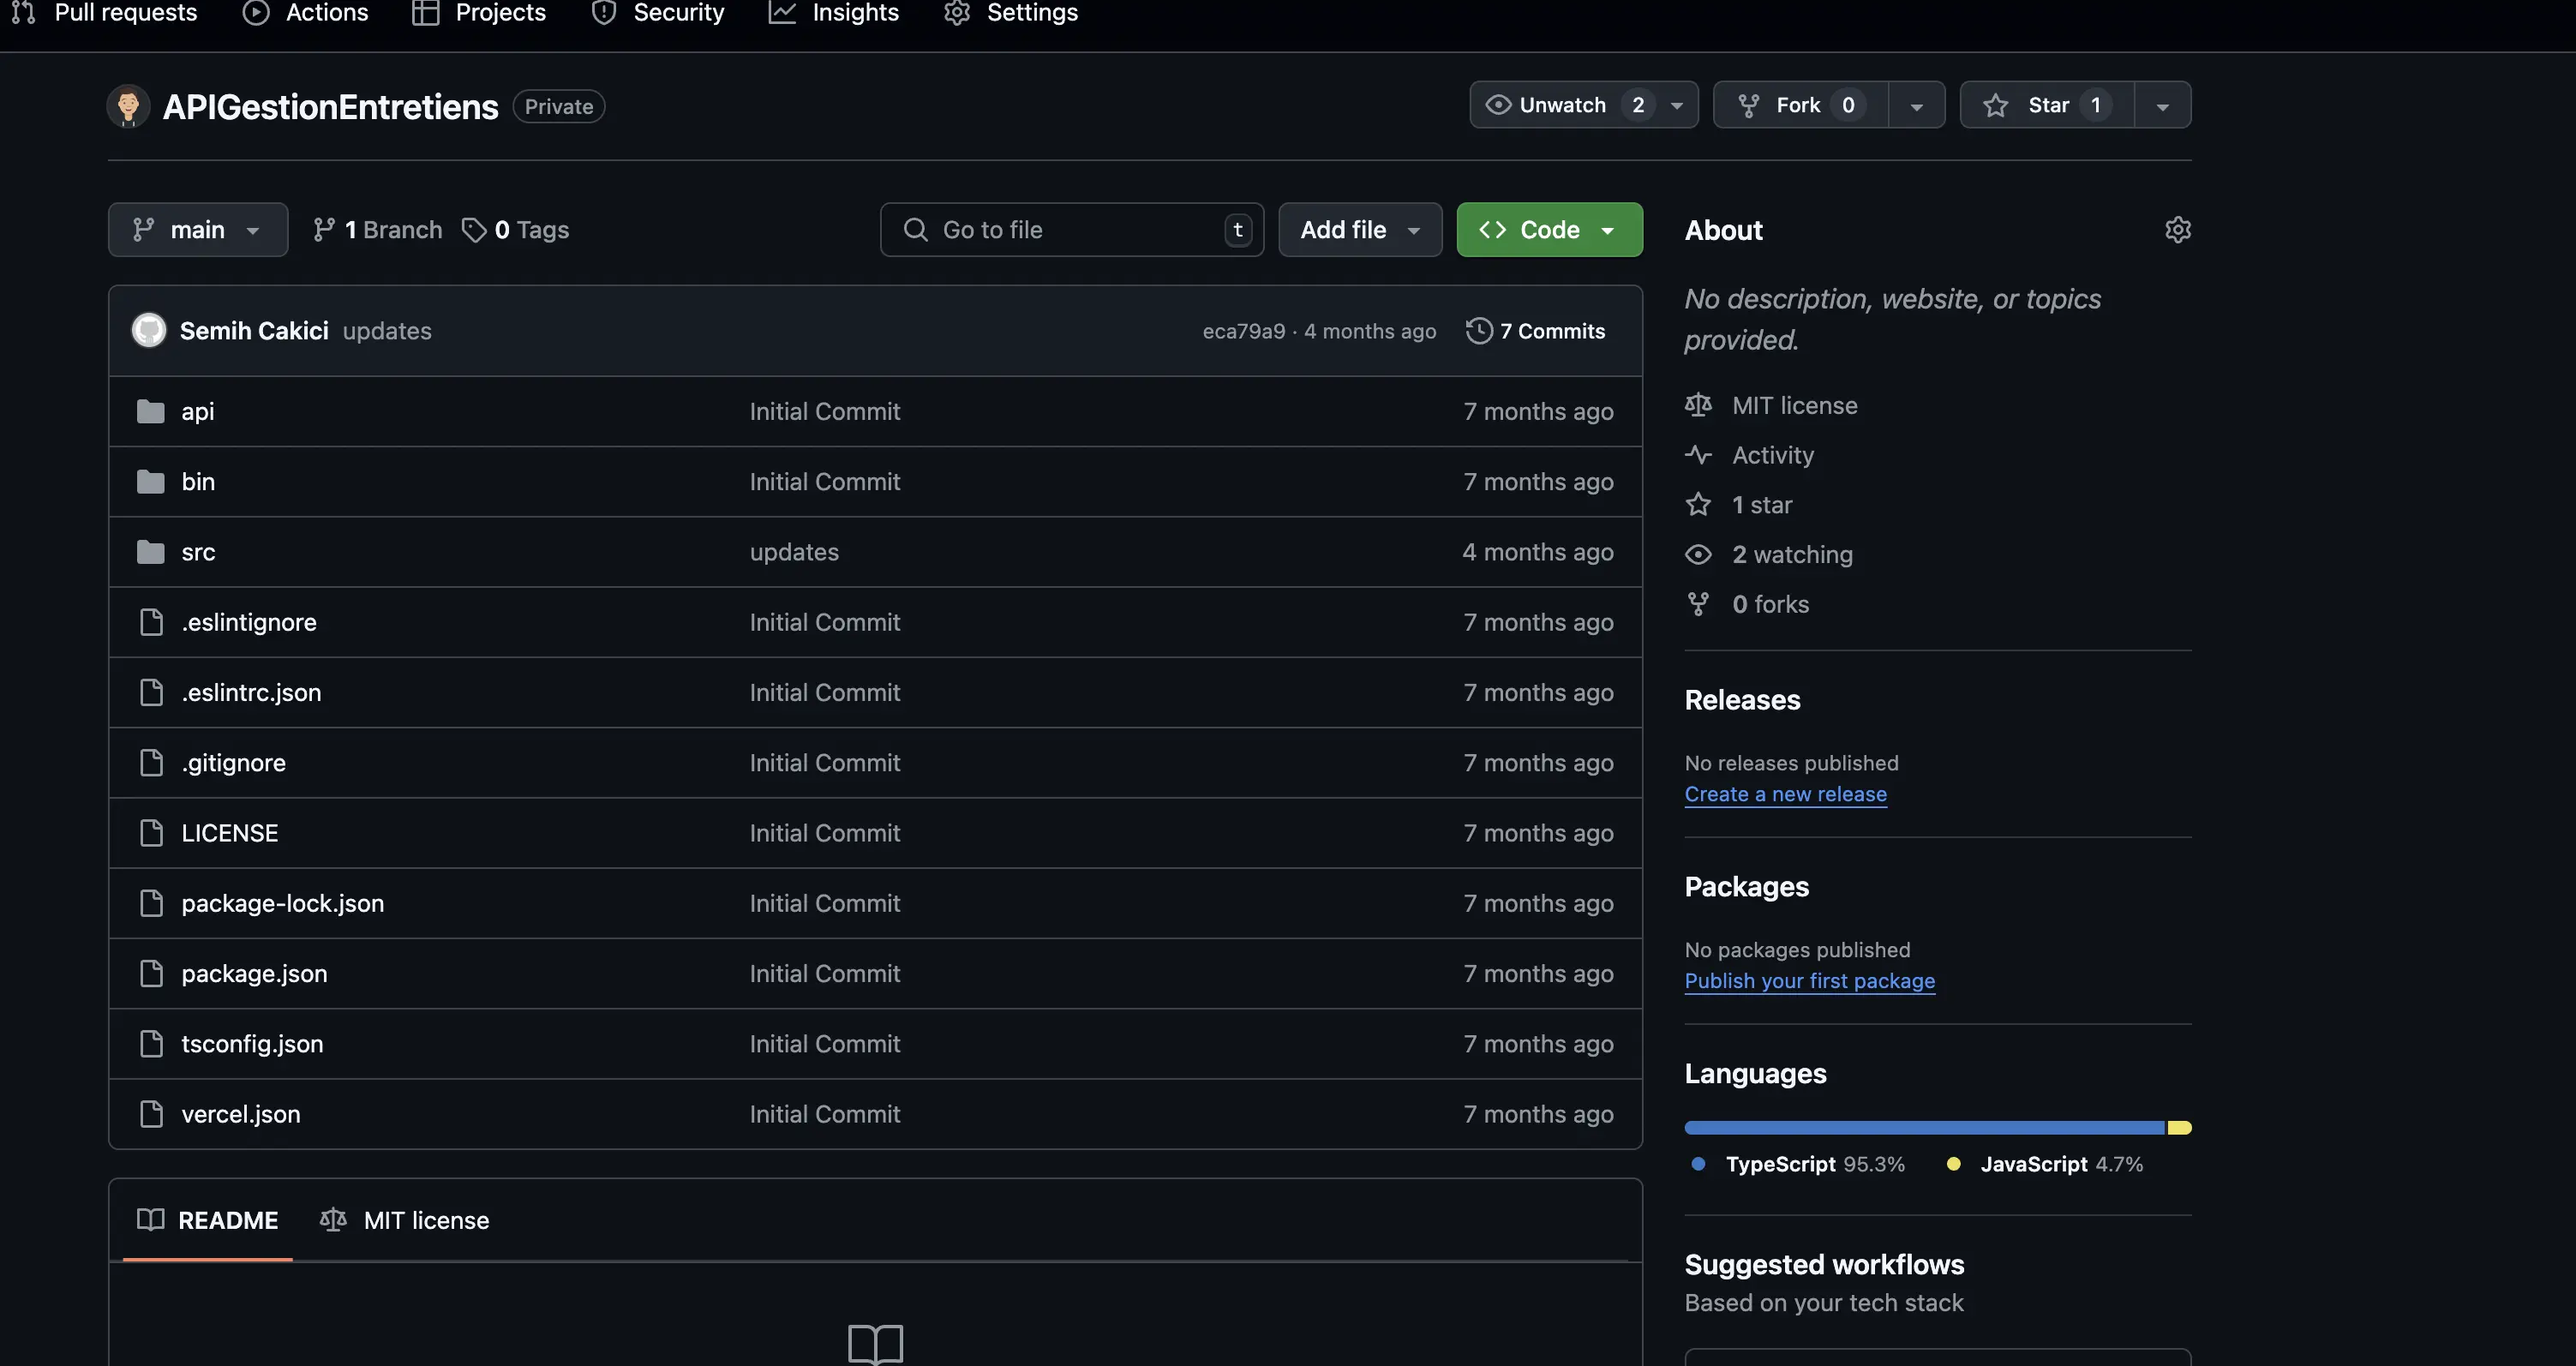 Pull requests Actions Projects Security Insights Settings
APIGestionEntretiens Private
Unwatch 2 Fork 0 Star 1
main 1 Branch 0 Tags
Go to file t Add file Code
Semih Cakici updates eca79a9 · 4 months ago 7 Commits
api Initial Commit 7 months ago
bin Initial Commit 7 months ago
src updates 4 months ago
.eslintignore Initial Commit 7 months ago
.eslintrc.json Initial Commit 7 months ago
.gitignore Initial Commit 7 months ago
LICENSE Initial Commit 7 months ago
package-lock.json Initial Commit 7 months ago
package.json Initial Commit 7 months ago
tsconfig.json Initial Commit 7 months ago
vercel.json Initial Commit 7 months ago
README MIT license
About
No description, website, or topics
provided.
MIT license
Activity
1 star
2 watching
0 forks
Releases
No releases published
Create a new release
Packages
No packages published
Publish your first package
Languages
TypeScript 95.3% JavaScript 4.7%
Suggested workflows
Based on your tech stack